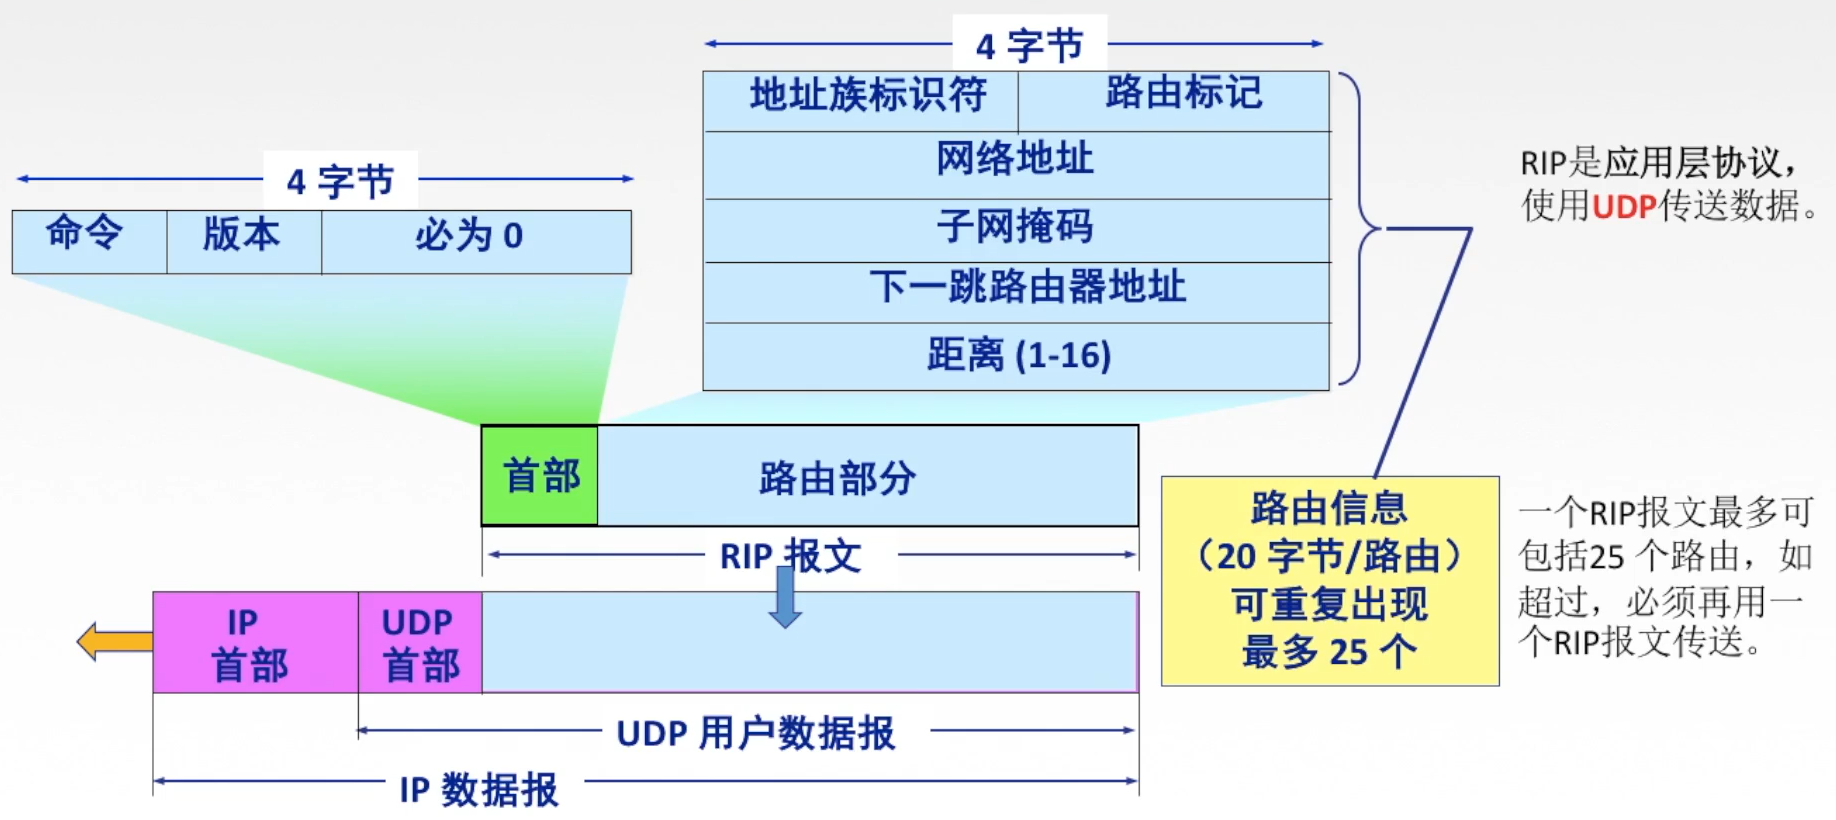 4 字节
地址族标识符
路由标记
网络地址
子网掩码
下一跳路由器地址
距离 (1-16)
RIP是应用层协议，
使用UDP传送数据。
4 字节
命令
版本
必为 0
首部
路由部分
RIP 报文
路由信息
（20 字节/路由）
可重复出现
最多 25 个
一个RIP报文最多可
包括25 个路由，如
超过，必须再用一
个RIP报文传送。
IP
首部
UDP
首部
UDP 用户数据报
IP 数据报